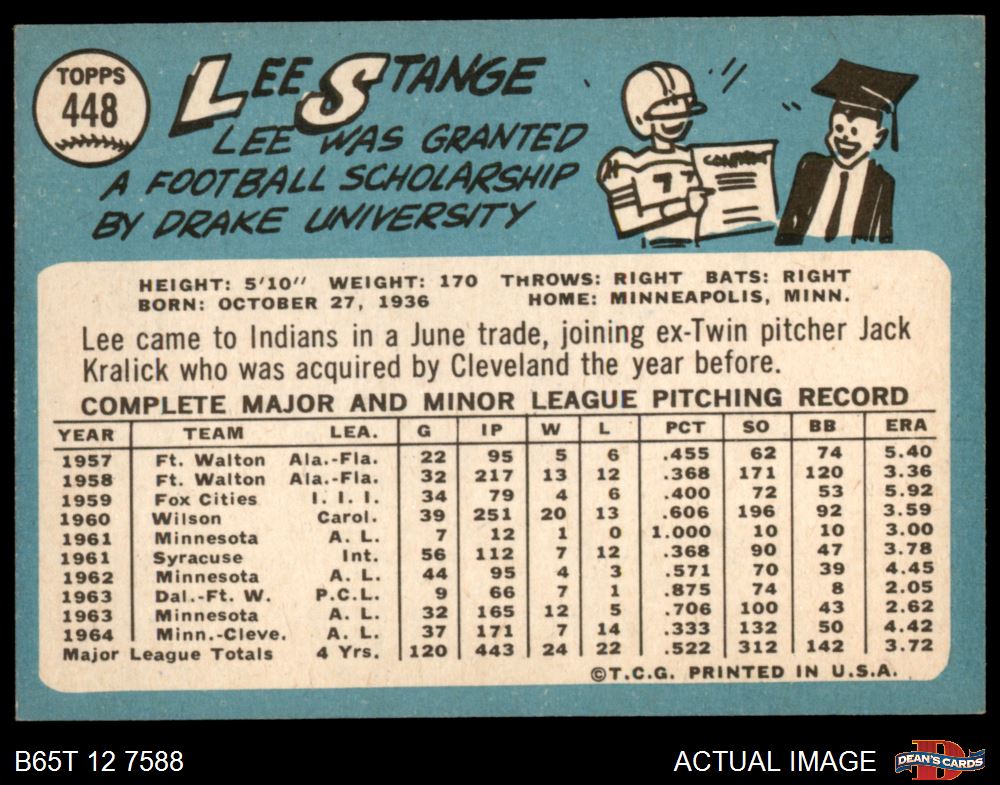 TOPPS
448
LEE STANGE
LEE WAS GRANTED
A FOOTBALL SCHOLARSHIP
BY DRAKE UNIVERSITY
77
CONTRACT
HEIGHT: 5'10" WEIGHT: 170 THROWS: RIGHT BATS: RIGHT
BORN: OCTOBER 27, 1936 HOME: MINNEAPOLIS, MINN.
Lee came to Indians in a June trade, joining ex-Twin pitcher Jack
Kralick who was acquired by Cleveland the year before.
COMPLETE MAJOR AND MINOR LEAGUE PITCHING RECORD
YEAR TEAM LEA. G IP W L PCT SO BB ERA
1957 Ft. Walton Ala.-Fla. 22 95 5 6 .455 62 74 5.40
1958 Ft. Walton Ala.-Fla. 32 217 13 12 .368 171 120 3.36
1959 Fox Cities I. I. I. 34 79 4 6 .400 72 53 5.92
1960 Wilson Carol. 39 251 20 13 .606 196 92 3.59
1961 Minnesota A. L. 7 12 1 0 1.000 10 10 3.00
1961 Syracuse Int. 56 112 7 12 .368 90 47 3.78
1962 Minnesota A. L. 44 95 4 3 .571 70 39 4.45
1963 Dal.-Ft. W. P.C.L. 9 66 7 1 .875 74 8 2.05
1963 Minnesota A. L. 32 165 12 5 .706 100 43 2.62
1964 Minn.-Cleve. A. L. 37 171 7 14 .333 132 50 4.42
Major League Totals 4 Yrs. 120 443 24 22 .522 312 142 3.72
©T.C.G. PRINTED IN U.S.A.
B65T 12 7588 ACTUAL IMAGE
DEAN'S CARDS